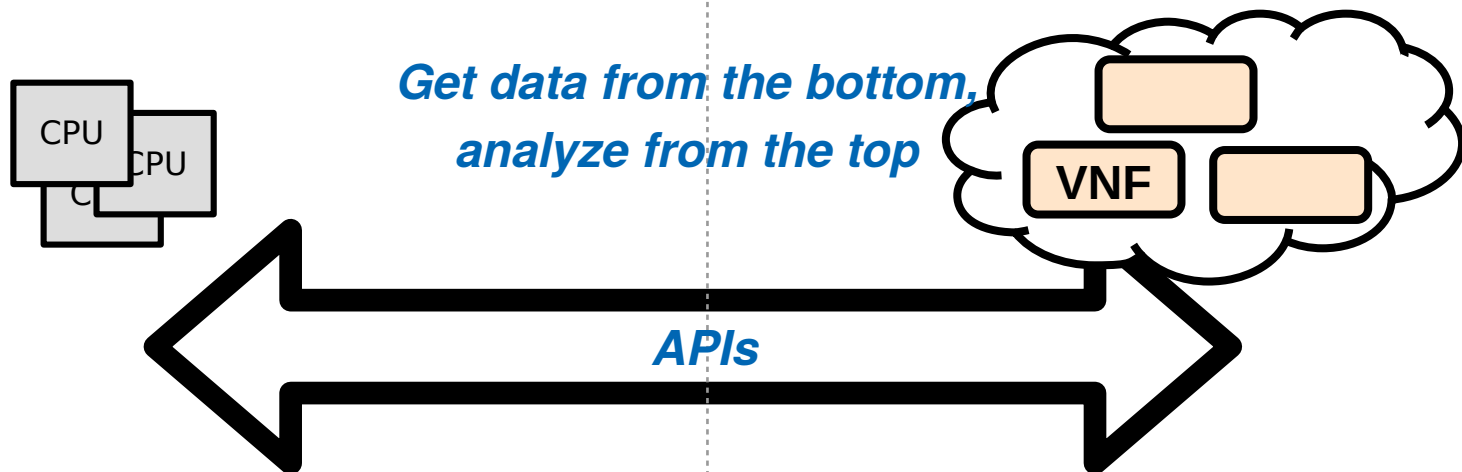 Get data from the bottom,
analyze from the top
CPU
CPU
C
VNF
APIs